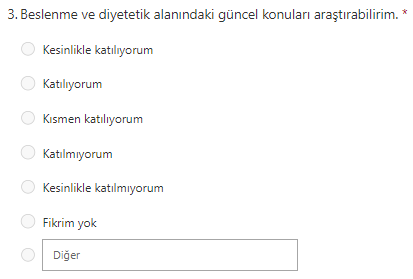 3. Beslenme ve diyetetik alanındaki güncel konuları araştırabilirim. *
Kesinlikle katılıyorum
Katılıyorum
Kısmen katılıyorum
Katılmıyorum
Kesinlikle katılmıyorum
Fikrim yok
Diğer